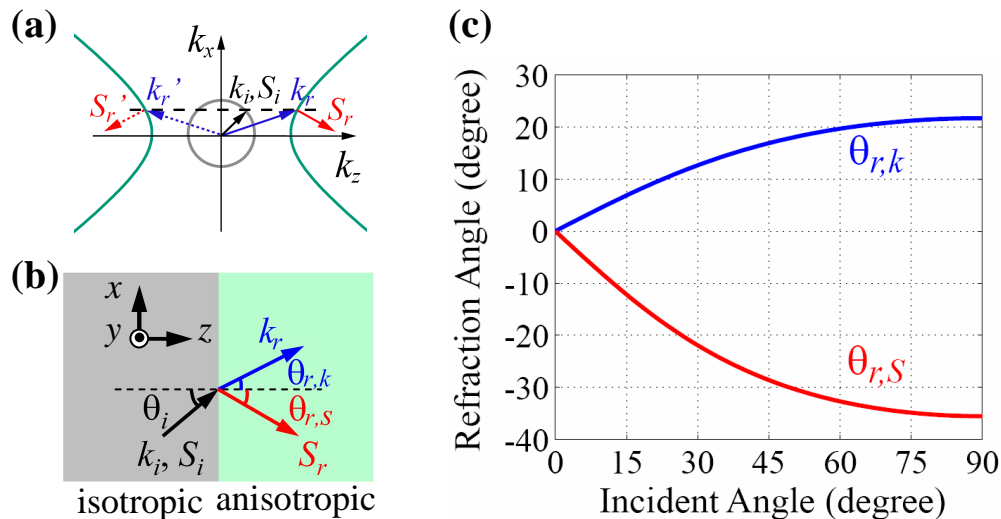 (a)
k_x
S_r' k_r' k_i, S_i k_r S_r
k_z
(b)
x
y z
k_r
θ_{r,k}
θ_i θ_{r,s}
k_i, S_i S_r
isotropic anisotropic
(c)
Refraction Angle (degree)
30
20
10
0
-10
-20
-30
-40
θ_{r,k}
θ_{r,S}
0 15 30 45 60 75 90
Incident Angle (degree)